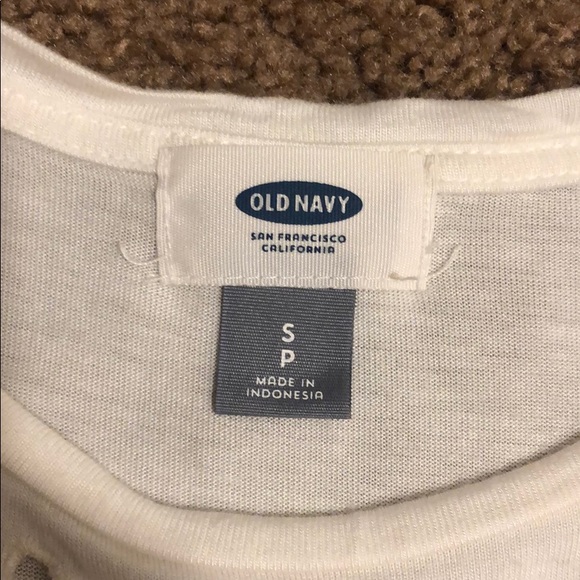 OLD NAVY
SAN FRANCISCO
CALIFORNIA
S
P
MADE IN
INDONESIA